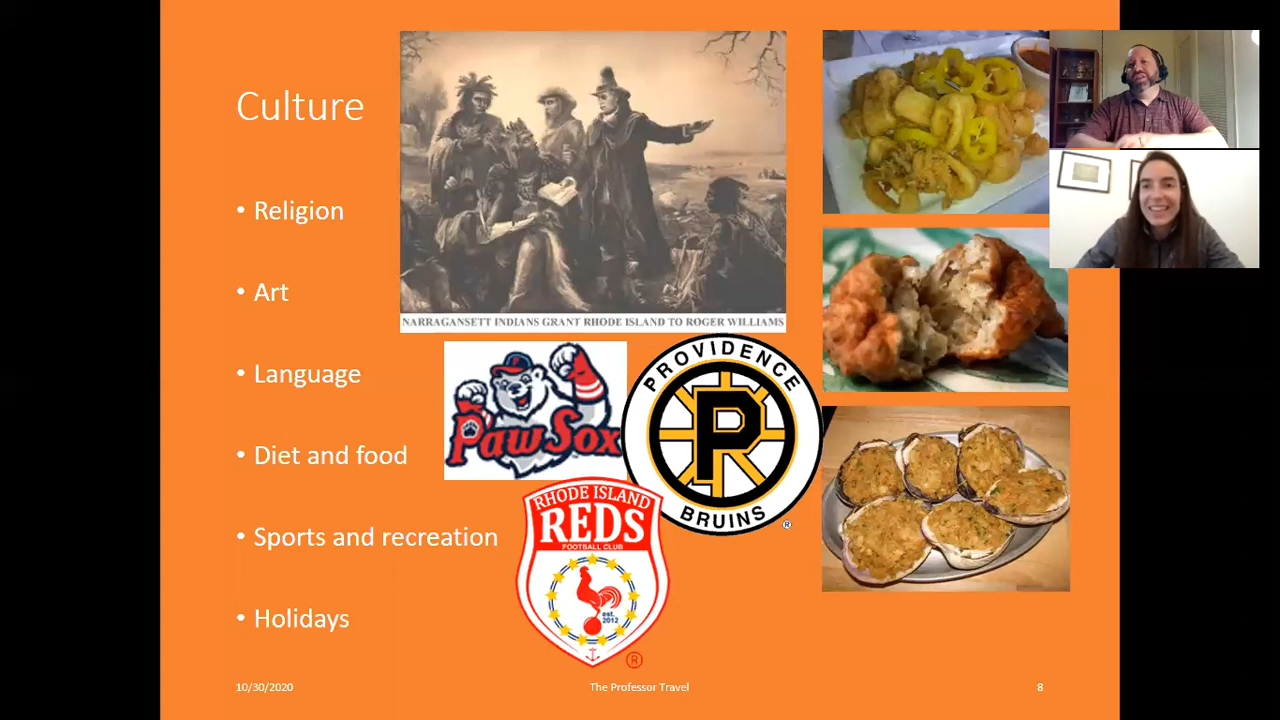 Culture
• Religion
• Art
• Language
• Diet and food
• Sports and recreation
• Holidays
NARRAGANSETT INDIANS GRANT RHODE ISLAND TO ROGER WILLIAMS
PawSox
PROVIDENCE
P
BRUINS
®
RHODE ISLAND
REDS
FOOTBALL CLUB
est.
2012
®
10/30/2020
The Professor Travel
8